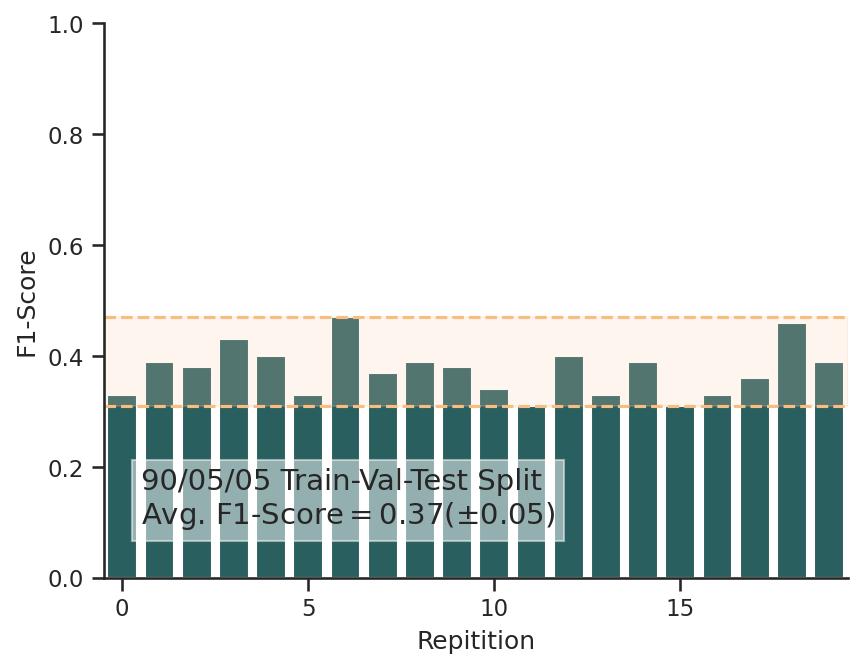 1.0
0.8
0.6
0.4
0.2
0.0
F1-Score
90/05/05 Train-Val-Test Split
Avg. F1-Score = 0.37(±0.05)
0 5 10 15
Repitition